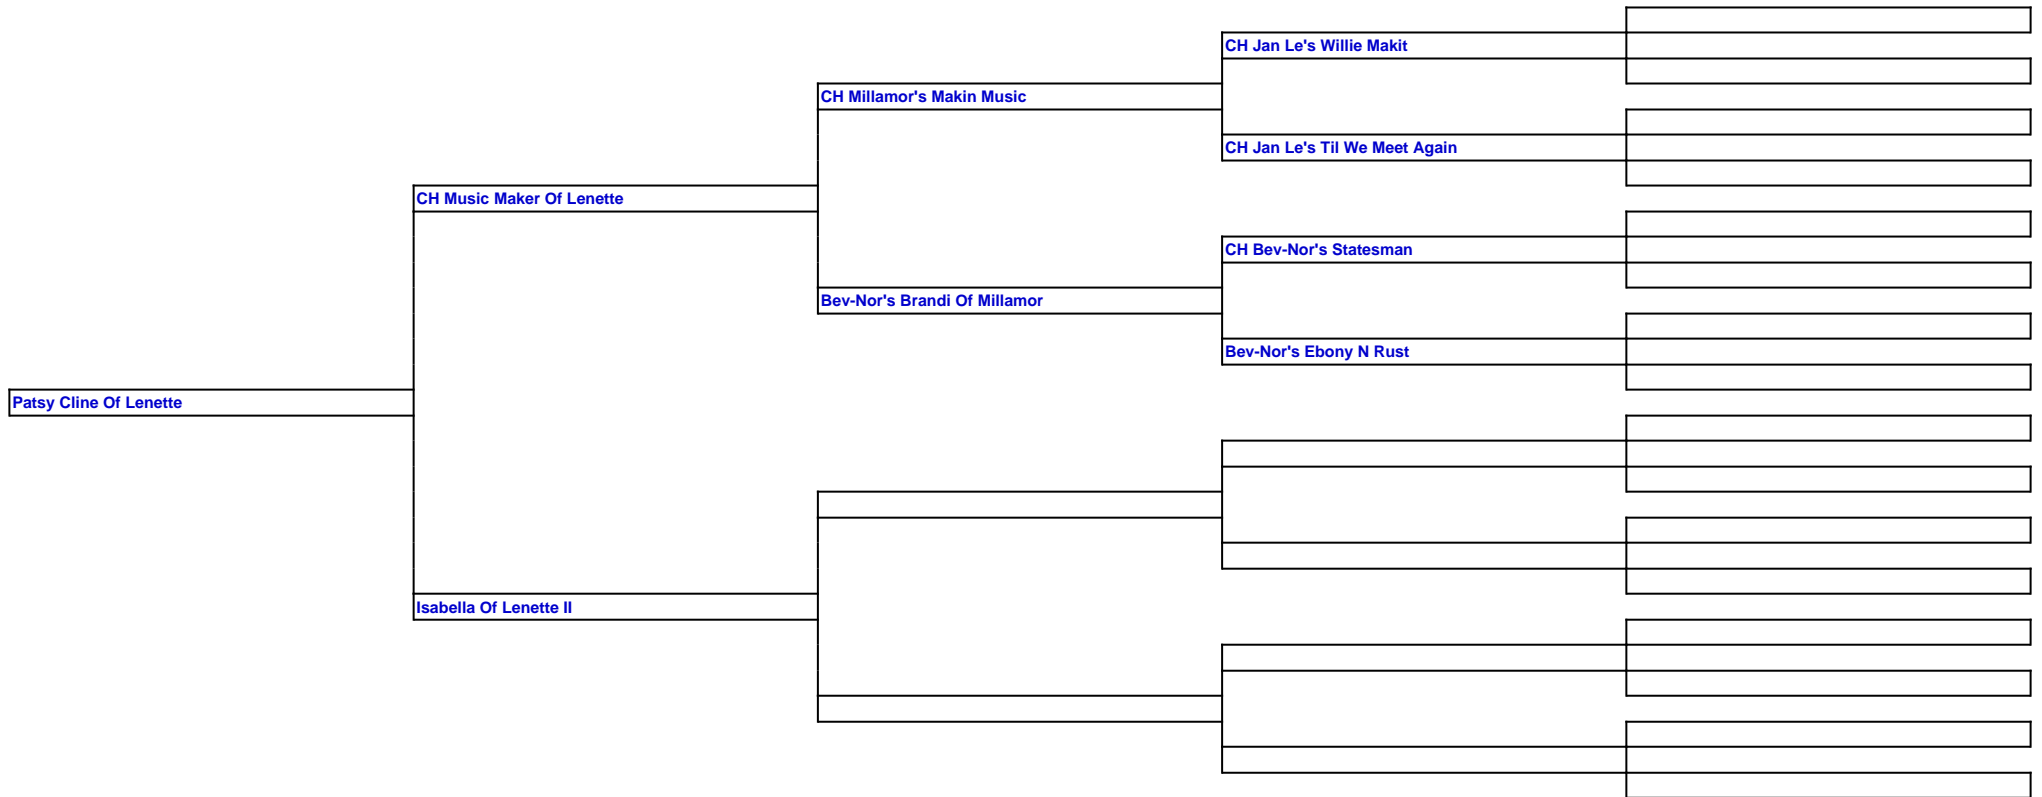 CH Jan Le's Willie Makit
CH Millamor's Makin Music
CH Jan Le's Til We Meet Again
CH Music Maker Of Lenette
CH Bev-Nor's Statesman
Bev-Nor's Brandi Of Millamor
Bev-Nor's Ebony N Rust
Patsy Cline Of Lenette
Isabella Of Lenette II